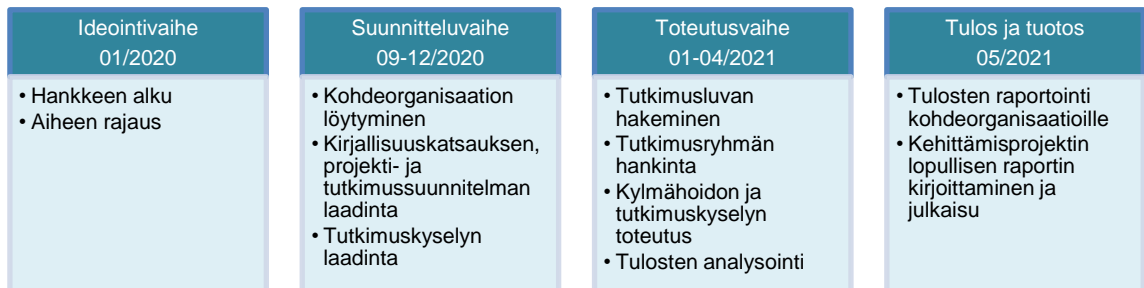 Ideointivaihe
01/2020
• Hankkeen alku
• Aiheen rajaus
Suunnitteluvaihe
09-12/2020
• Kohdeorganisaation
löytyminen
• Kirjallisuuskatsauksen,
projekti- ja
tutkimussuunnitelman
laadinta
• Tutkimuskyselyn
laadinta
Toteutusvaihe
01-04/2021
• Tutkimusluvan
hakeminen
• Tutkimusryhmän
hankinta
• Kylmähoidon ja
tutkimuskyselyn
toteutus
• Tulosten analysointi
Tulos ja tuotos
05/2021
• Tulosten raportointi
kohdeorganisaatioille
• Kehittämisprojektin
lopullisen raportin
kirjoittaminen ja
julkaisu